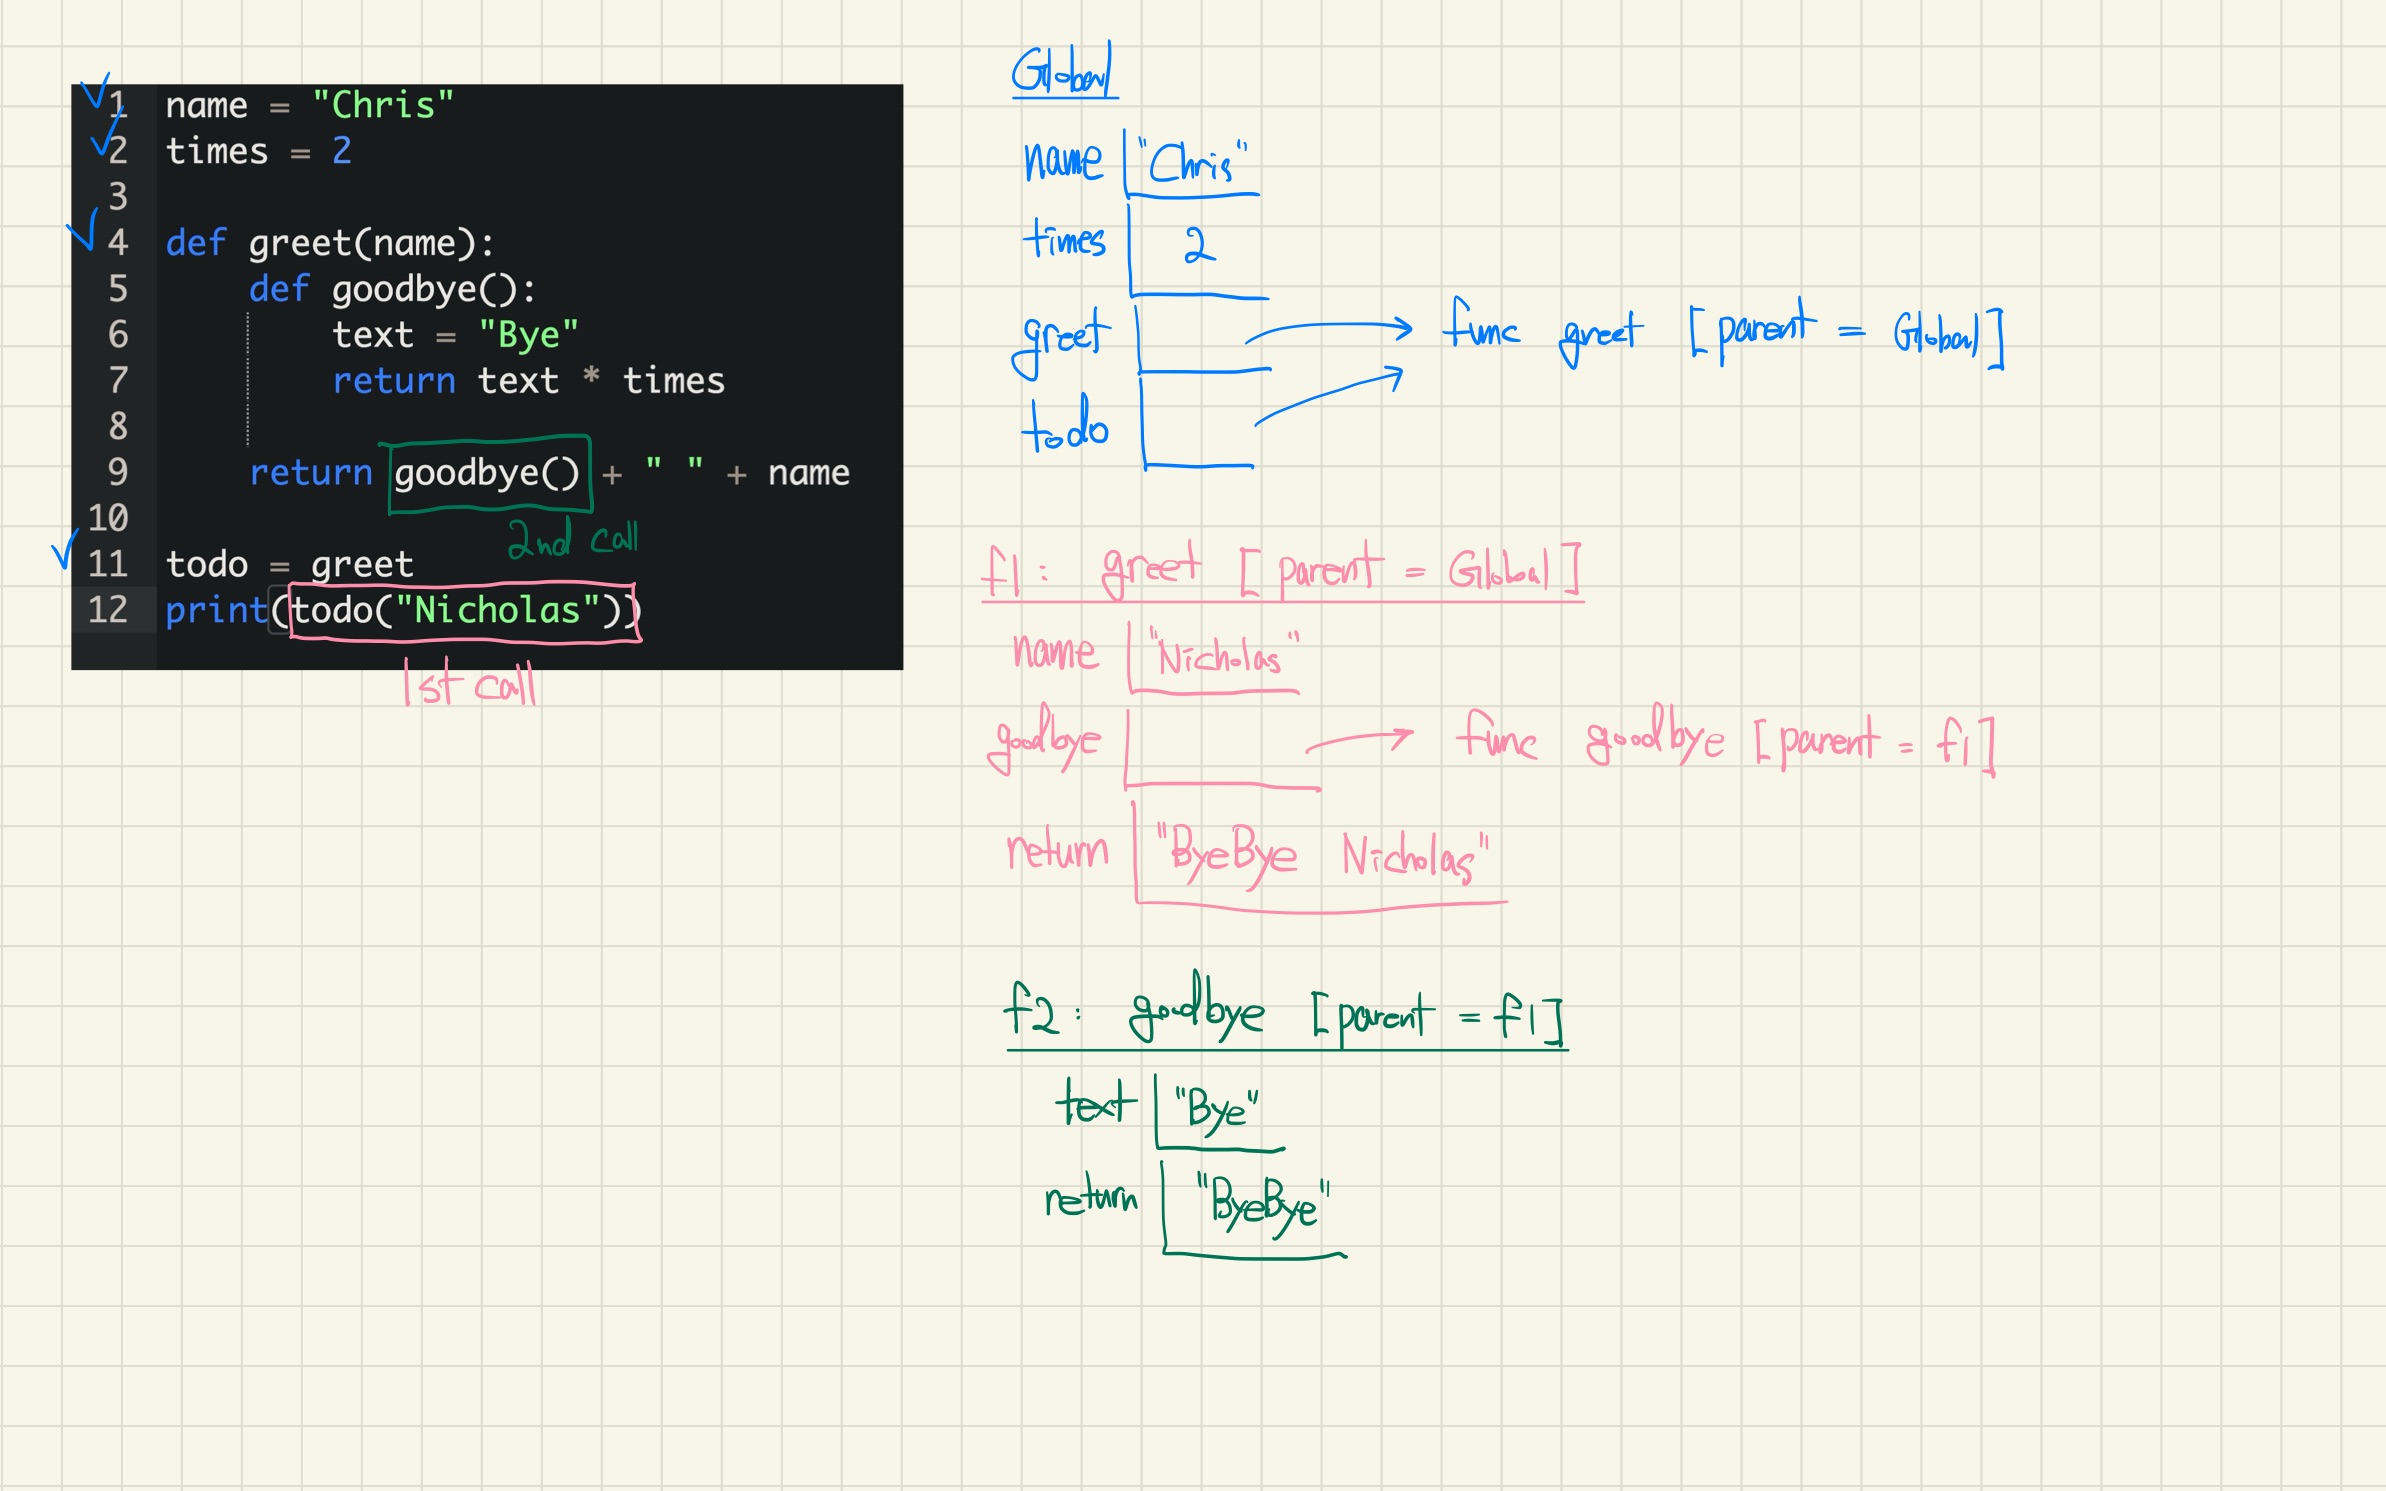 1 name = "Chris"
2 times = 2
3
4 def greet(name):
5     def goodbye():
6         text = "Bye"
7         return text * times
8
9     return goodbye() + " " + name
10
2nd call
11 todo = greet
12 print(todo("Nicholas"))
1st call
Global
name "Chris"
times 2
greet func greet [parent = Global]
todo
f1: greet [parent = Global]
name "Nicholas"
goodbye func goodbye [parent = f1]
return "ByeBye Nicholas"
f2: goodbye [parent = f1]
text "Bye"
return "ByeBye"